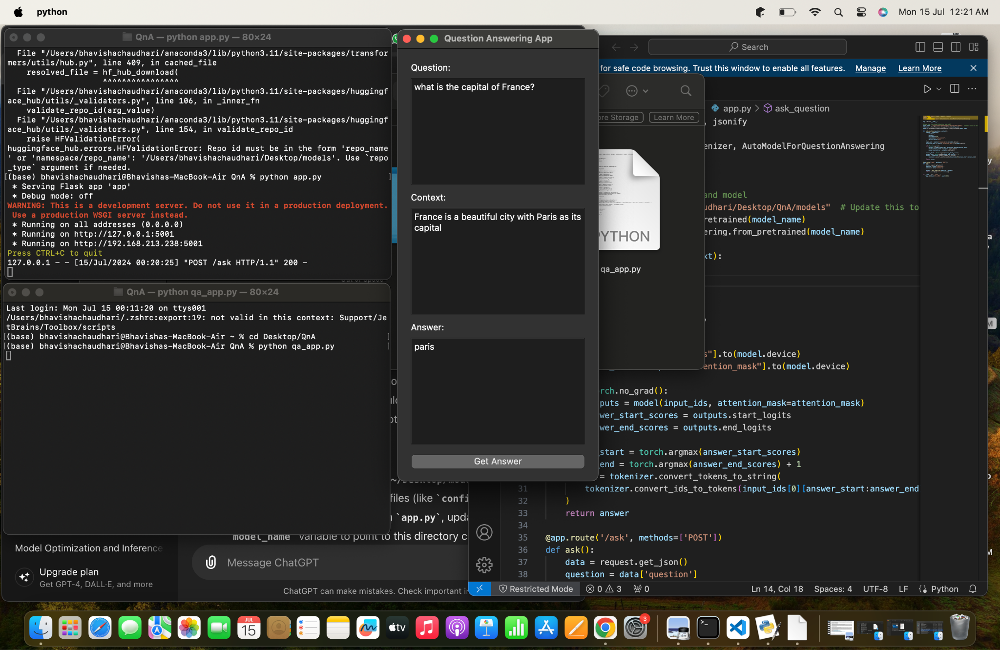 python
Mon 15 Jul 12:21 AM
QnA — python app.py — 80×24
File "/Users/bhavishachaudhari/anaconda3/lib/python3.11/site-packages/transfor
mers/utils/hub.py", line 409, in cached_file
resolved_file = hf_hub_download(
^^^^^^^^^^^^^^^^
File "/Users/bhavishachaudhari/anaconda3/lib/python3.11/site-packages/huggingf
ace_hub/utils/_validators.py", line 106, in _inner_fn
validate_repo_id(arg_value)
File "/Users/bhavishachaudhari/anaconda3/lib/python3.11/site-packages/huggingf
ace_hub/utils/_validators.py", line 154, in validate_repo_id
raise HFValidationError(
huggingface_hub.errors.HFValidationError: Repo id must be in the form 'repo_name
' or 'namespace/repo_name': '/Users/bhavishachaudhari/Desktop/models'. Use `repo
_type` argument if needed.
[(base) bhavishachaudhari@Bhavishas-MacBook-Air QnA % python app.py ]
* Serving Flask app 'app'
* Debug mode: off
WARNING: This is a development server. Do not use it in a production deployment.
Use a production WSGI server instead.
* Running on all addresses (0.0.0.0)
* Running on http://127.0.0.1:5001
* Running on http://192.168.213.238:5001
Press CTRL+C to quit
127.0.0.1 - - [15/Jul/2024 00:20:25] "POST /ask HTTP/1.1" 200 -
QnA — python qa_app.py — 80×24
Last login: Mon Jul 15 00:11:20 on ttys001
/Users/bhavishachaudhari/.zshrc:export:19: not valid in this context: Support/Je
tBrains/Toolbox/scripts
[(base) bhavishachaudhari@Bhavishas-MacBook-Air ~ % cd Desktop/QnA ]
[(base) bhavishachaudhari@Bhavishas-MacBook-Air QnA % python qa_app.py ]
Question Answering App
Question:
what is the capital of France?
Context:
France is a beautiful city with Paris as its
capital
Answer:
paris
Get Answer
Search
for safe code browsing. Trust this window to enable all features. Manage Learn More
app.py > ask_question
ore Storage Learn More
PYTHON
qa_app.py
, jsonify
enizer, AutoModelForQuestionAnswering
and model
udhari/Desktop/QnA/models" # Update this to
retrained(model_name)
ering.from_pretrained(model_name)
xt):
,
s"].to(model.device)
ention_mask"].to(model.device)
rch.no_grad():
puts = model(input_ids, attention_mask=attention_mask)
wer_start_scores = outputs.start_logits
wer_end_scores = outputs.end_logits
_start = torch.argmax(answer_start_scores)
_end = torch.argmax(answer_end_scores) + 1
= tokenizer.convert_tokens_to_string(
31 tokenizer.convert_ids_to_tokens(input_ids[0][answer_start:answer_end
32 )
33 return answer
34
35 @app.route('/ask', methods=['POST'])
36 def ask():
37 data = request.get_json()
38 question = data['question']
Restricted Mode 0 3 0 Ln 14, Col 18 Spaces: 4 UTF-8 LF Python
files (like `confi
`app.py`, upda
model_name` variable to point to this directory c
Model Optimization and Inference
Upgrade plan
Get GPT-4, DALL·E, and more
Message ChatGPT
ChatGPT can make mistakes. Check important i
JUL
15
tv
3